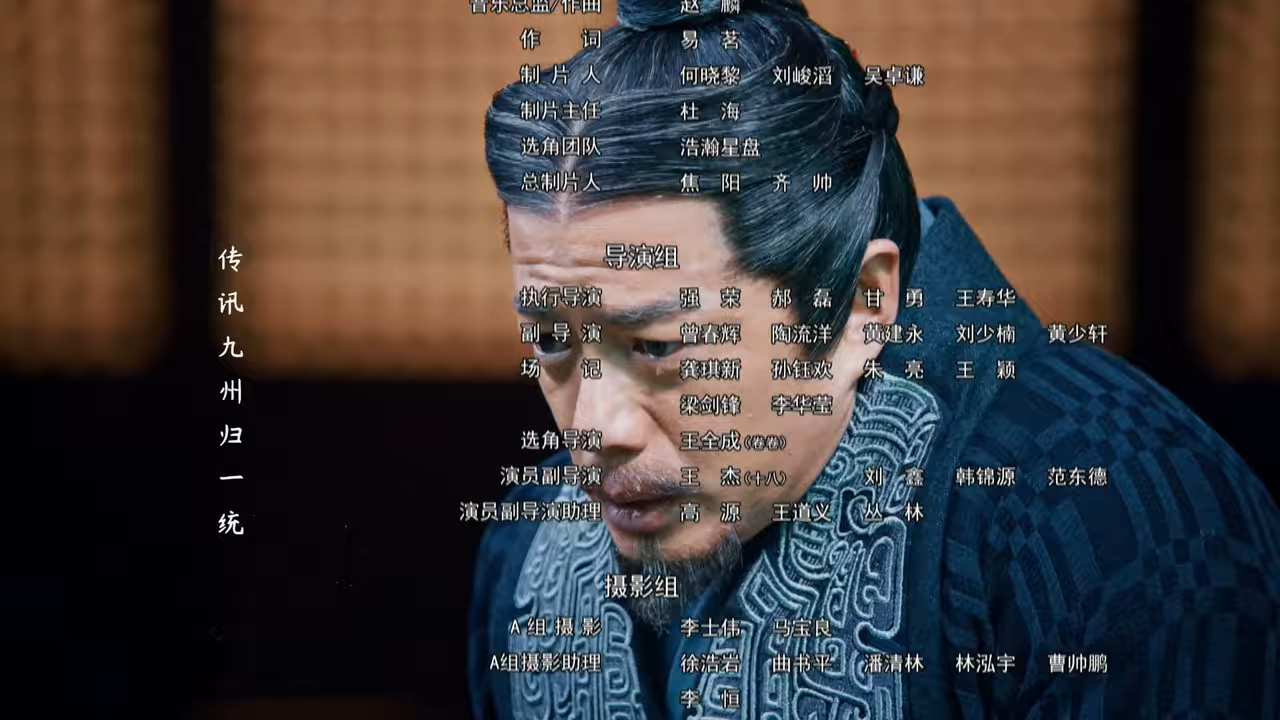 音乐总监/作曲 赵麟
作词 易茗
制片人 何晓黎 刘峻滔 吴卓谦
制片主任 杜海
选角团队 浩瀚星盘
总制片人 焦阳 齐帅
导演组
执行导演 强荣 郝磊 甘勇 王寿华
副导演 曾春辉 陶流洋 黄建永 刘少楠 黄少轩
场记 龚琪新 孙钰欢 朱亮 王颖
梁剑锋 李华莹
选角导演 王全成(卷卷)
演员副导演 王杰(十八) 刘鑫 韩锦源 范东德
演员副导演助理 高源 王道义 丛林
摄影组
A组摄影 李士伟 马宝良
A组摄影助理 徐浩岩 曲书平 潘清林 林泓宇 曹帅鹏
李恒
传讯九州归一统